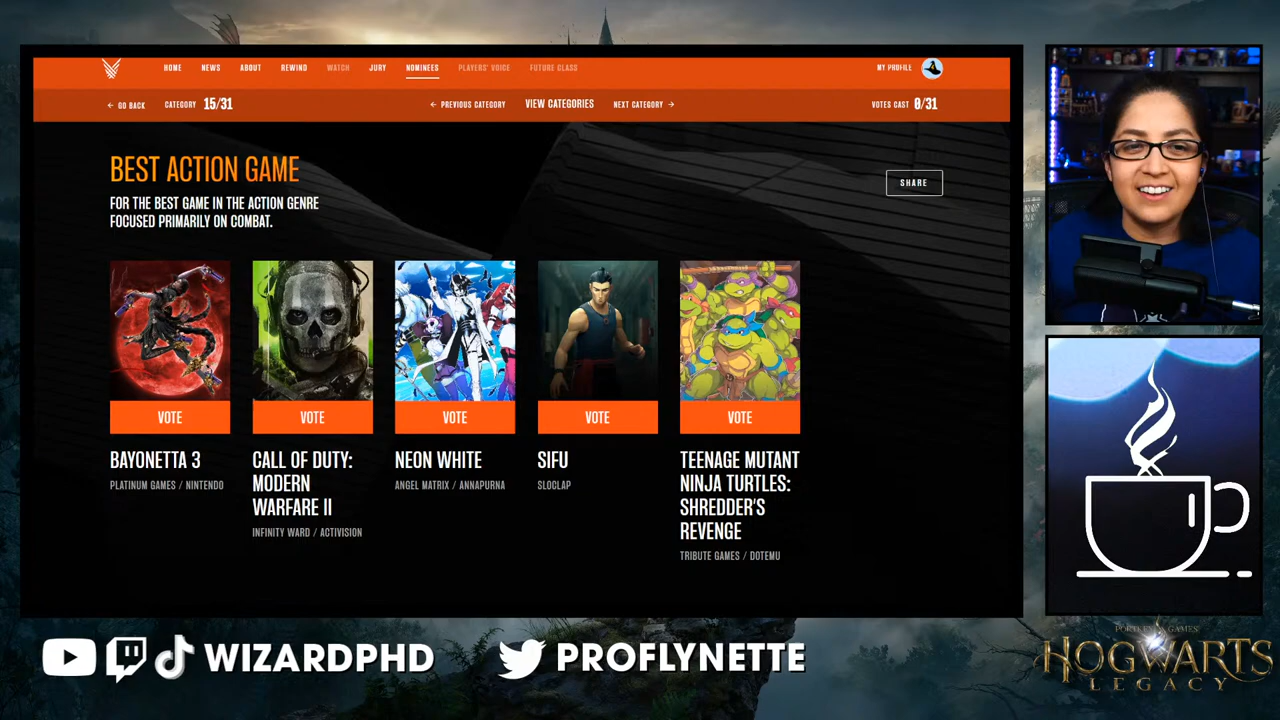 HOME NEWS ABOUT REWIND WATCH JURY NOMINEES PLAYERS' VOICE FUTURE CLASS MY PROFILE
← GO BACK CATEGORY 15/31 ← PREVIOUS CATEGORY VIEW CATEGORIES NEXT CATEGORY → VOTES CAST 0/31
BEST ACTION GAME
SHARE
FOR THE BEST GAME IN THE ACTION GENRE
FOCUSED PRIMARILY ON COMBAT.
VOTE VOTE VOTE VOTE VOTE
BAYONETTA 3
PLATINUM GAMES / NINTENDO
CALL OF DUTY:
MODERN
WARFARE II
INFINITY WARD / ACTIVISION
NEON WHITE
ANGEL MATRIX / ANNAPURNA
SIFU
SLOCLAP
TEENAGE MUTANT
NINJA TURTLES:
SHREDDER'S
REVENGE
TRIBUTE GAMES / DOTEMU
WIZARDPHD
PROFLYNETTE
PORTKEY GAMES
HOGWARTS
LEGACY